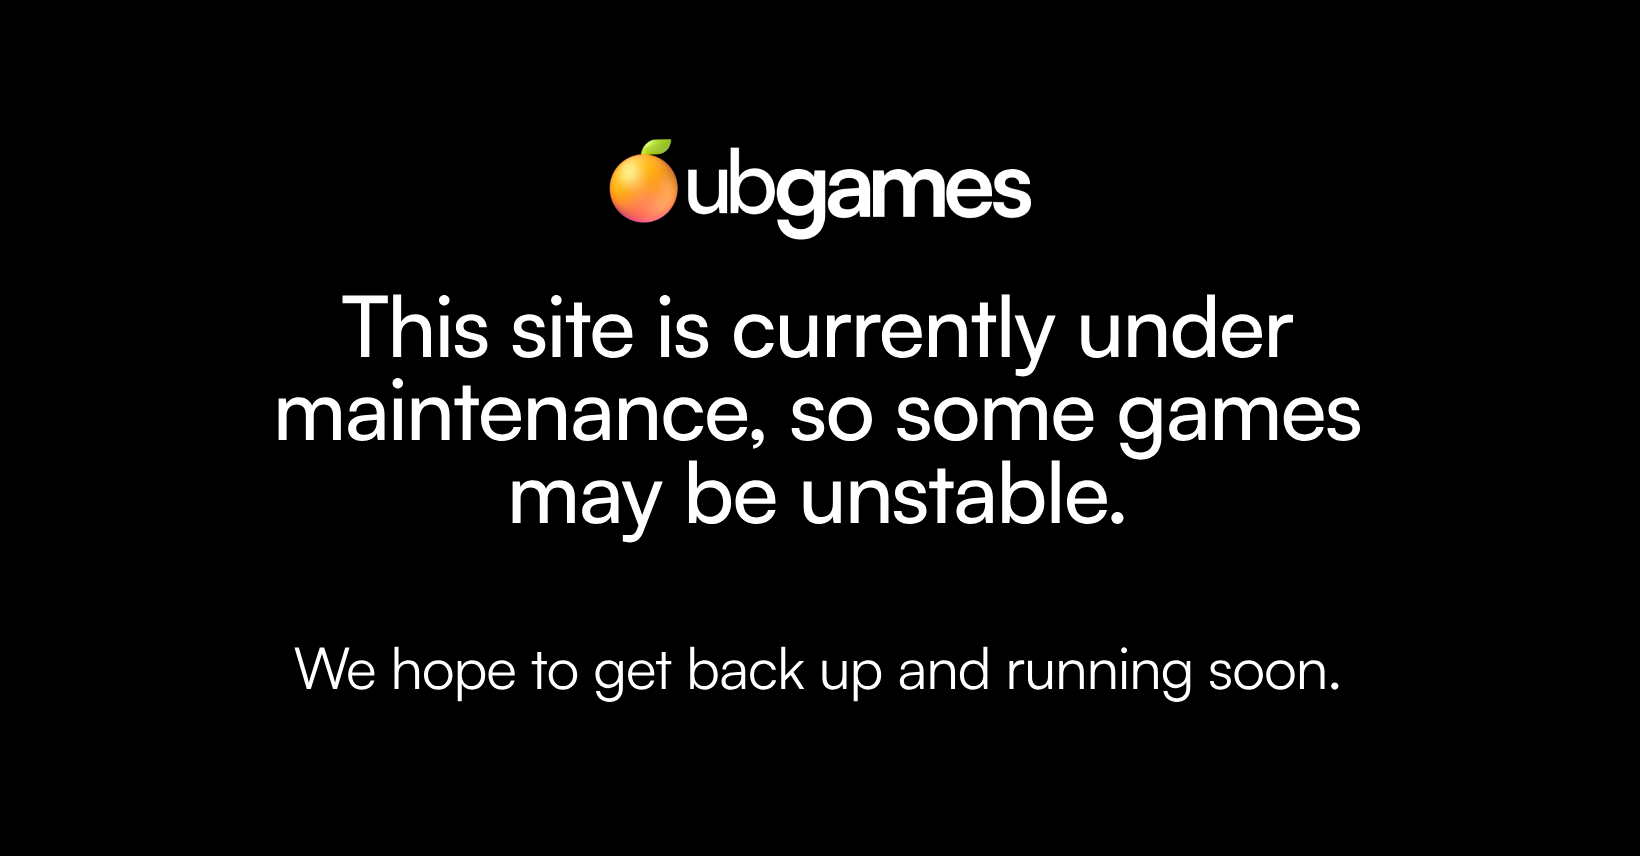 ubgames
This site is currently under
maintenance, so some games
may be unstable.
We hope to get back up and running soon.